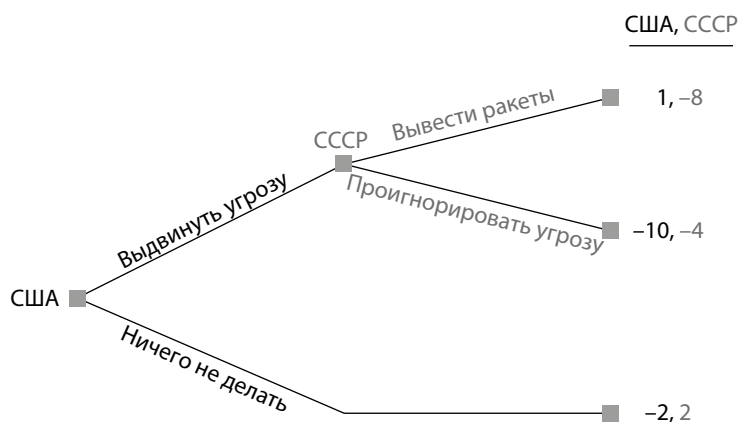 США, СССР
Вывести ракеты
1, –8
СССР
Проигнорировать угрозу
–10, –4
Выдвинуть угрозу
США
Ничего не делать
–2, 2